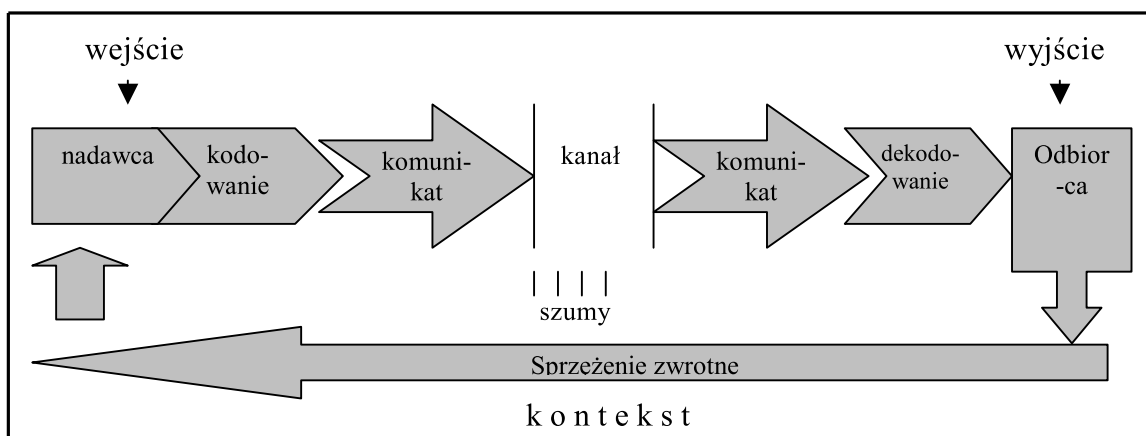 wejście
wyjście
nadawca
kodo-
wanie
komuni-
kat
kanał
komuni-
kat
dekodo-
wanie
Odbior
-ca
szumy
Sprzężenie zwrotne
k o n t e k s t